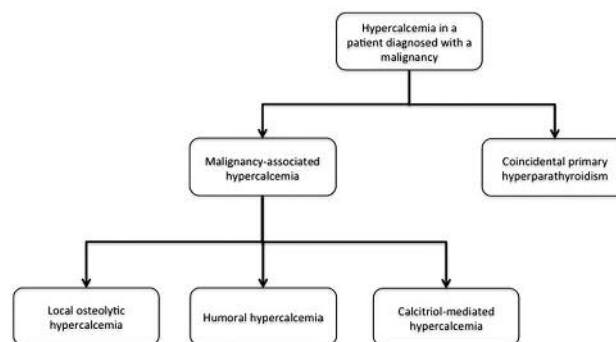 Hypercalcemia in a
patient diagnosed with a
malignancy
Malignancy-associated
hypercalcemia
Coincidental primary
hyperparathyroidism
Local osteolytic
hypercalcemia
Humoral hypercalcemia
Calcitriol-mediated
hypercalcemia